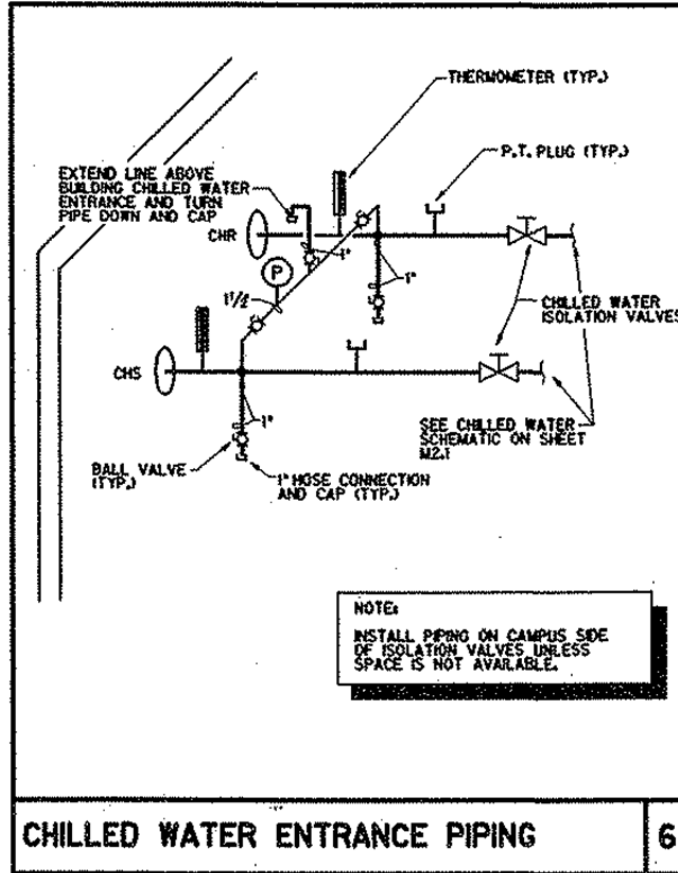 THERMOMETER (TYP.)
P.T. PLUG (TYP.)
EXTEND LINE ABOVE
BUILDING CHILLED WATER
ENTRANCE AND TURN
PIPE DOWN AND CAP
CHR
1"
P
1"
1½
CHILLED WATER
ISOLATION VALVES
CHS
1"
SEE CHILLED WATER
SCHEMATIC ON SHEET
M2.1
BALL VALVE
(TYP.)
1" HOSE CONNECTION
AND CAP (TYP.)
NOTE:
INSTALL PIPING ON CAMPUS SIDE
OF ISOLATION VALVES UNLESS
SPACE IS NOT AVAILABLE.
CHILLED WATER ENTRANCE PIPING
6